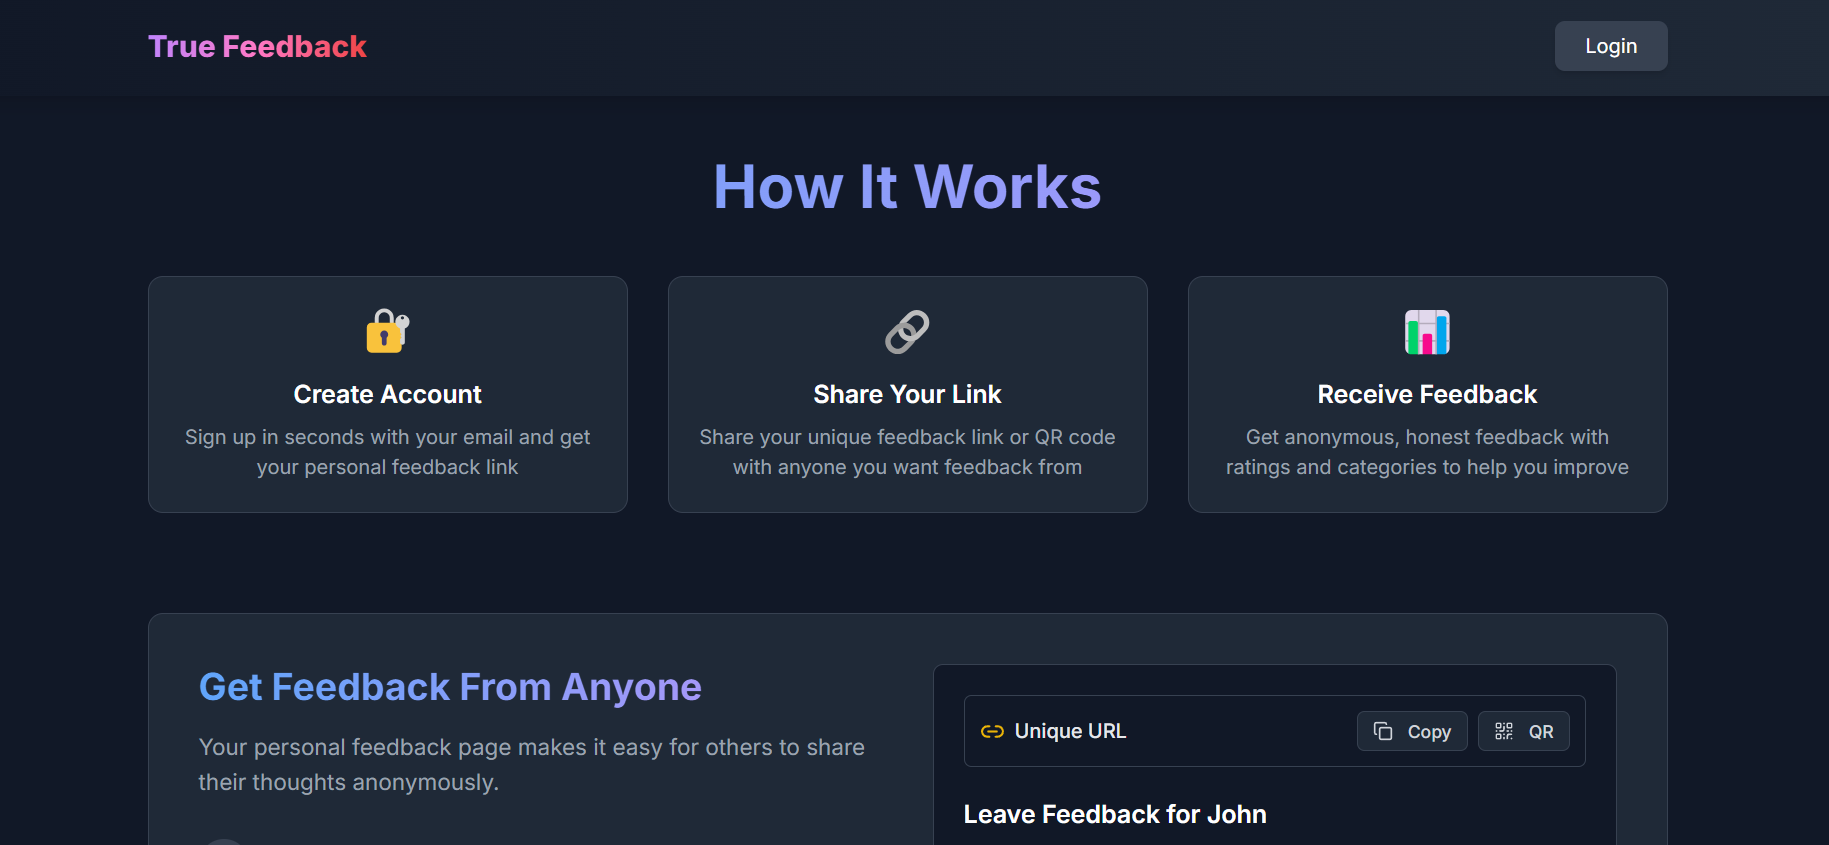 True Feedback
Login
How It Works
Create Account
Sign up in seconds with your email and get
your personal feedback link
Share Your Link
Share your unique feedback link or QR code
with anyone you want feedback from
Receive Feedback
Get anonymous, honest feedback with
ratings and categories to help you improve
Get Feedback From Anyone
Your personal feedback page makes it easy for others to share
their thoughts anonymously.
Unique URL
Copy
QR
Leave Feedback for John